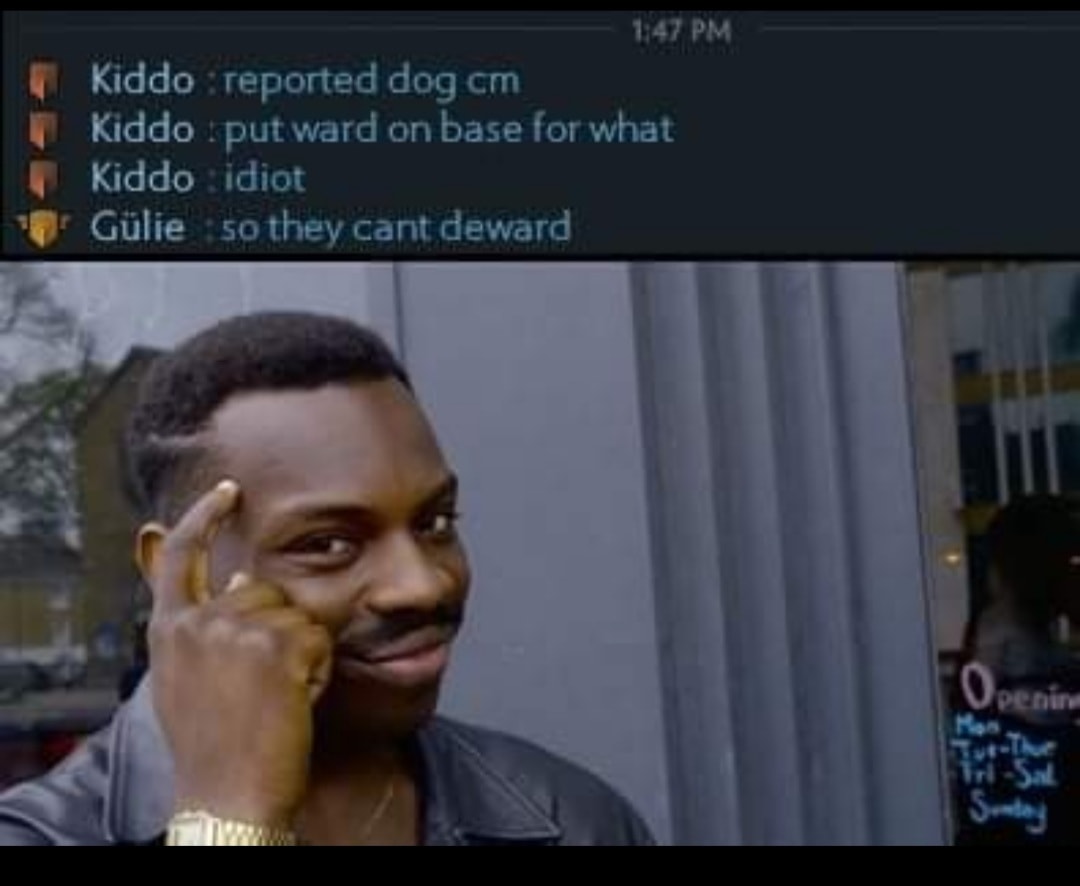 1:47 PM
Kiddo : reported dog cm
Kiddo : put ward on base for what
Kiddo : idiot
Gülie : so they cant deward
Openin
Mon
Tue-Thur
Fri-Sat
Sunday